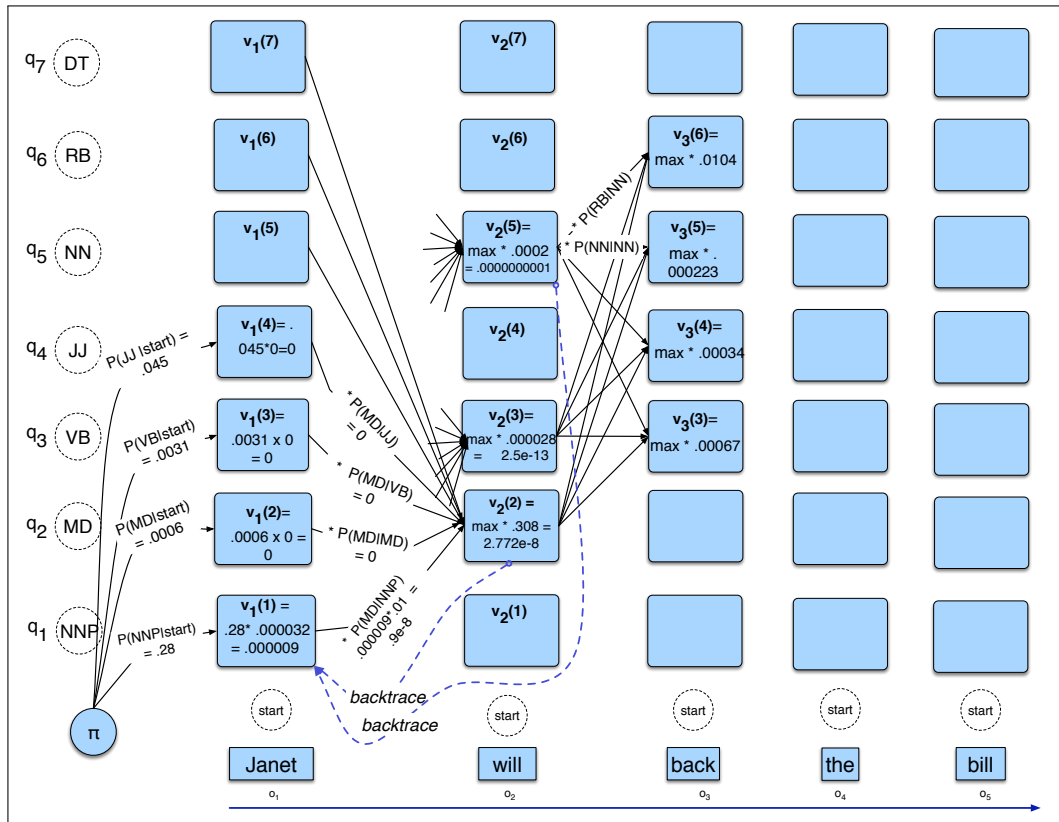 q7 DT
v1(7)
v2(7)
q6 RB
v1(6)
v2(6)
v3(6)=
max * .0104
* P(RB|NN)
q5 NN
v1(5)
v2(5)=
max * .0002
= .0000000001
* P(NN|NN)
v3(5)=
max * .
000223
q4 JJ
P(JJ |start) =
.045
v1(4)= .
045*0=0
* P(MD|JJ)
= 0
v2(4)
v3(4)=
max * .00034
q3 VB
P(VB|start)
= .0031
v1(3)=
.0031 x 0
= 0
* P(MD|VB)
= 0
v2(3)=
max * .000028
= 2.5e-13
v3(3)=
max * .00067
q2 MD
P(MD|start)
= .0006
v1(2)=
.0006 x 0 =
0
* P(MD|MD)
= 0
v2(2) =
max * .308 =
2.772e-8
q1 NNP
P(NNP|start)
= .28
v1(1) =
.28* .000032
= .000009
* P(MD|NNP)
.000009*.01 =
.9e-8
v2(1)
backtrace
backtrace
π
start
start
start
start
start
Janet
will
back
the
bill
o1
o2
o3
o4
o5